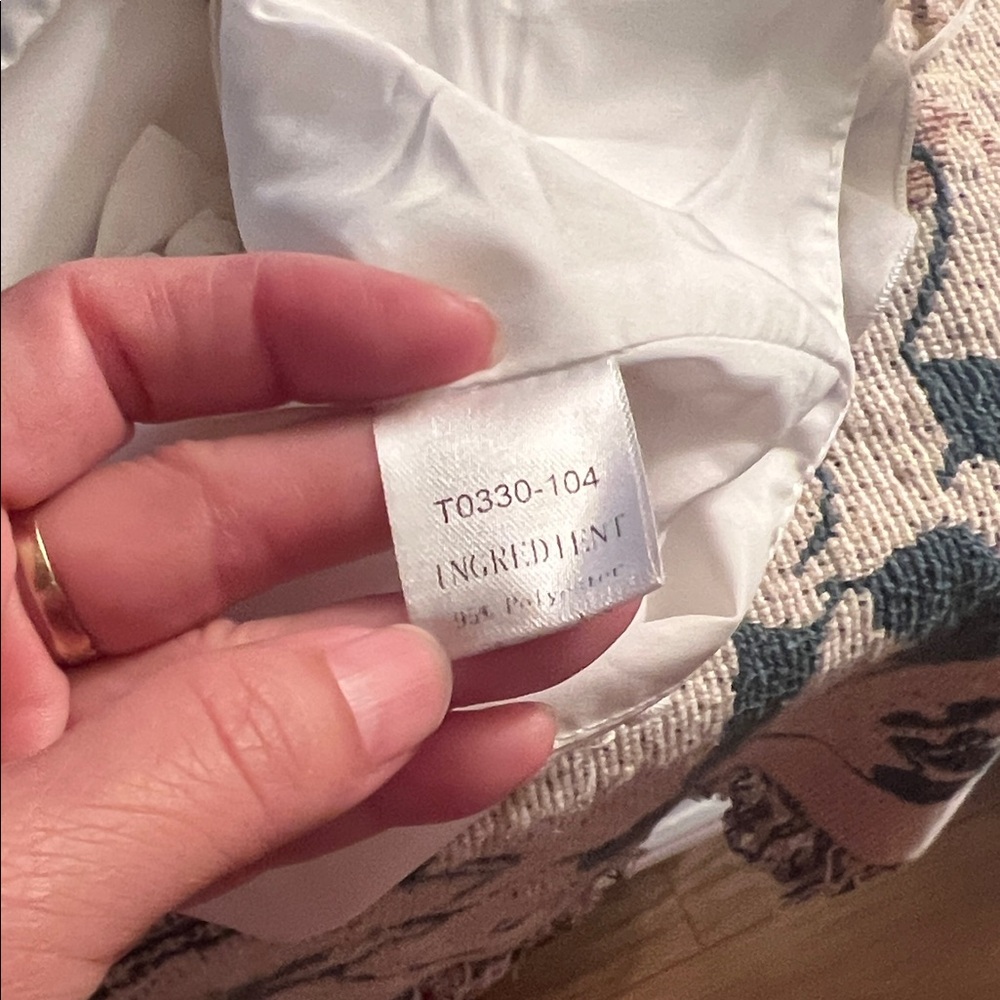 T0330-104
INGREDIENT
95% Polyester